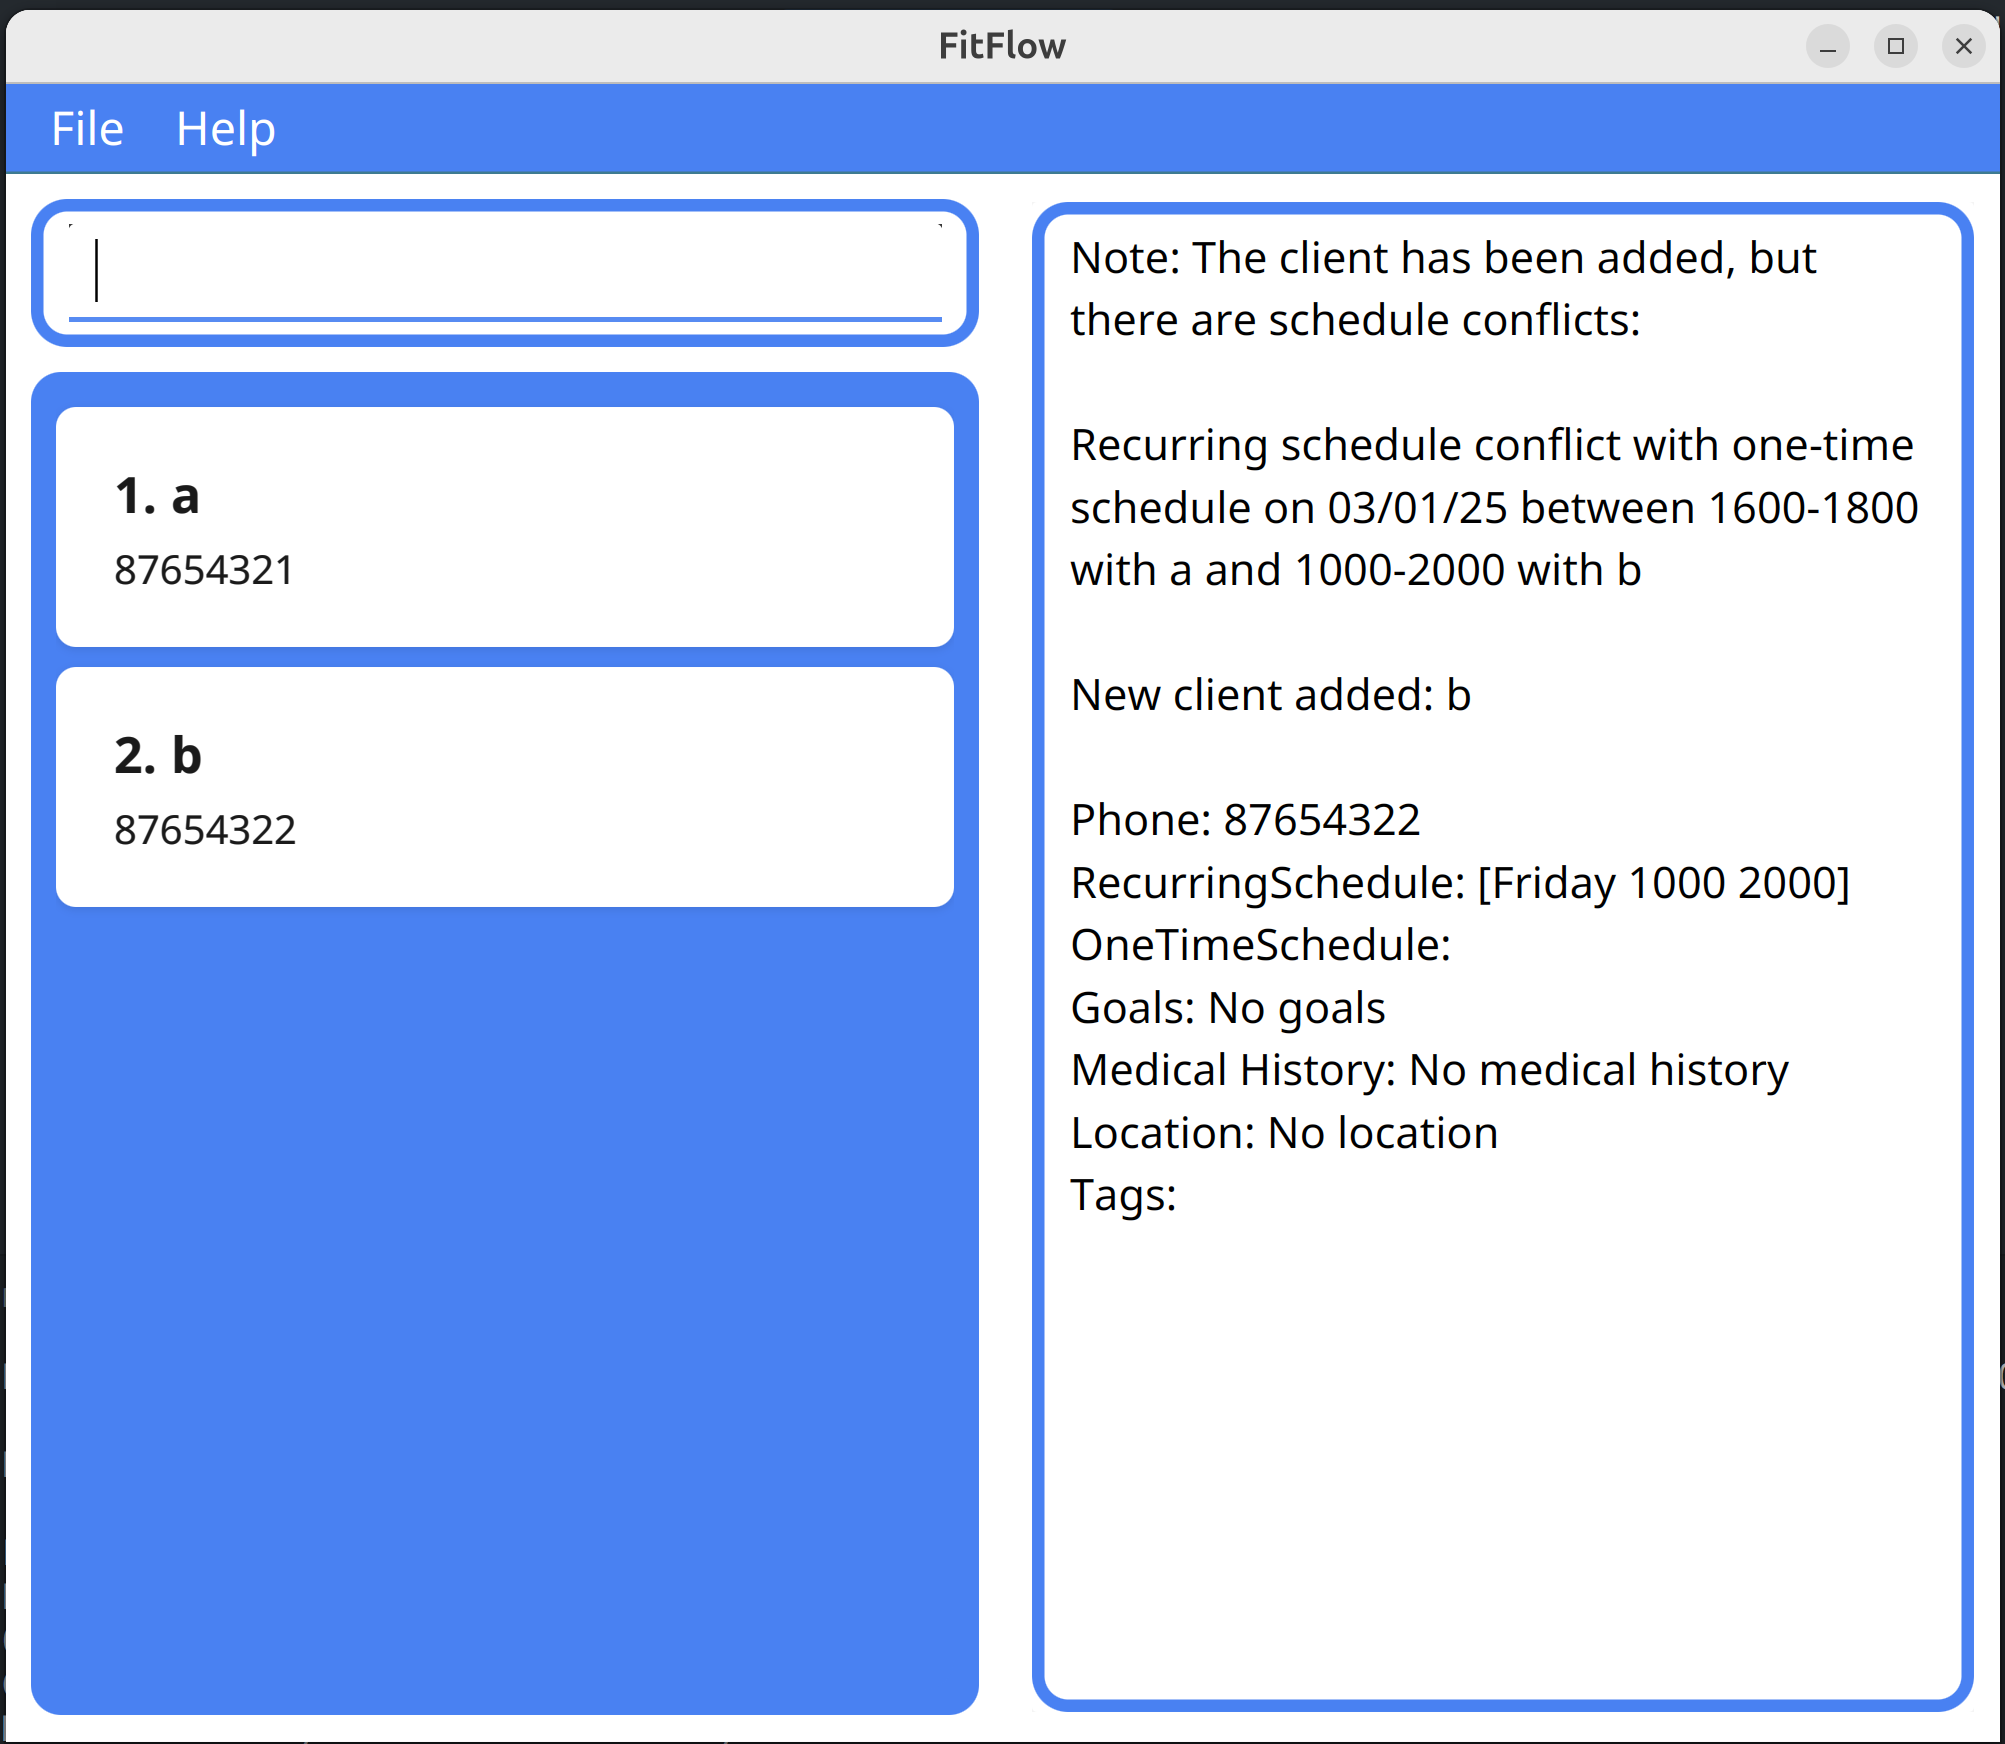 FitFlow
File Help
1. a
87654321
2. b
87654322
Note: The client has been added, but
there are schedule conflicts:
Recurring schedule conflict with one-time
schedule on 03/01/25 between 1600-1800
with a and 1000-2000 with b
New client added: b
Phone: 87654322
RecurringSchedule: [Friday 1000 2000]
OneTimeSchedule:
Goals: No goals
Medical History: No medical history
Location: No location
Tags: